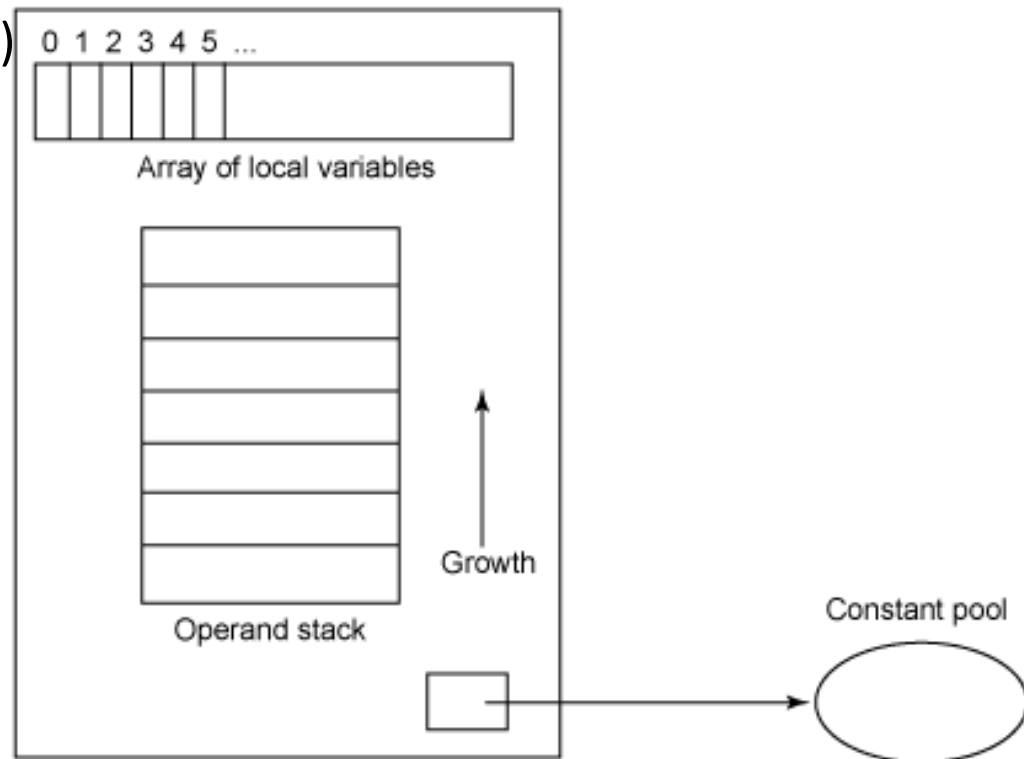 )
0 1 2 3 4 5 ...
Array of local variables
Growth
Operand stack
Constant pool